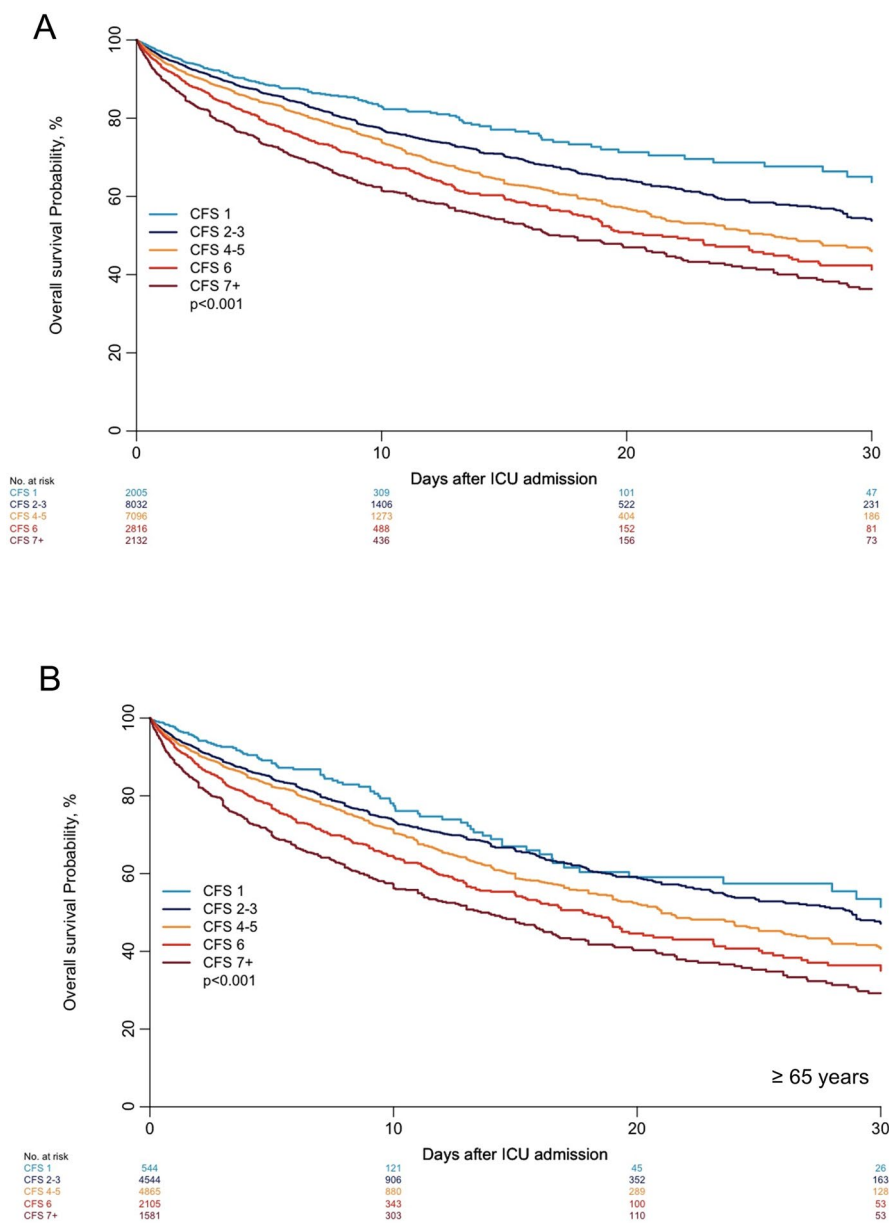 A
100
80
60
40
20
0
Overall survival Probability, %
CFS 1
CFS 2-3
CFS 4-5
CFS 6
CFS 7+
p<0.001
0 10 20 30
Days after ICU admission
No. at risk
CFS 1 2005 309 101 47
CFS 2-3 8032 1406 522 231
CFS 4-5 7096 1273 404 186
CFS 6 2816 488 152 81
CFS 7+ 2132 436 156 73
B
100
80
60
40
20
0
Overall survival Probability, %
CFS 1
CFS 2-3
CFS 4-5
CFS 6
CFS 7+
p<0.001
≥ 65 years
0 10 20 30
Days after ICU admission
No. at risk
CFS 1 544 121 45 26
CFS 2-3 4544 906 352 163
CFS 4-5 4865 880 289 128
CFS 6 2105 343 100 53
CFS 7+ 1581 303 110 53